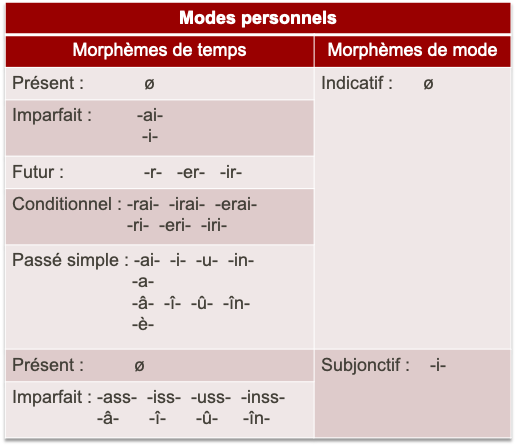 Modes personnels
Morphèmes de temps Morphèmes de mode
Présent : ø Indicatif : ø
Imparfait : -ai-
-i-
Futur : -r- -er- -ir-
Conditionnel : -rai- -irai- -erai-
-ri- -eri- -iri-
Passé simple : -ai- -i- -u- -in-
-a-
-â- -î- -û- -în-
-è-
Présent : ø Subjonctif : -i-
Imparfait : -ass- -iss- -uss- -inss-
-â- -î- -û- -în-